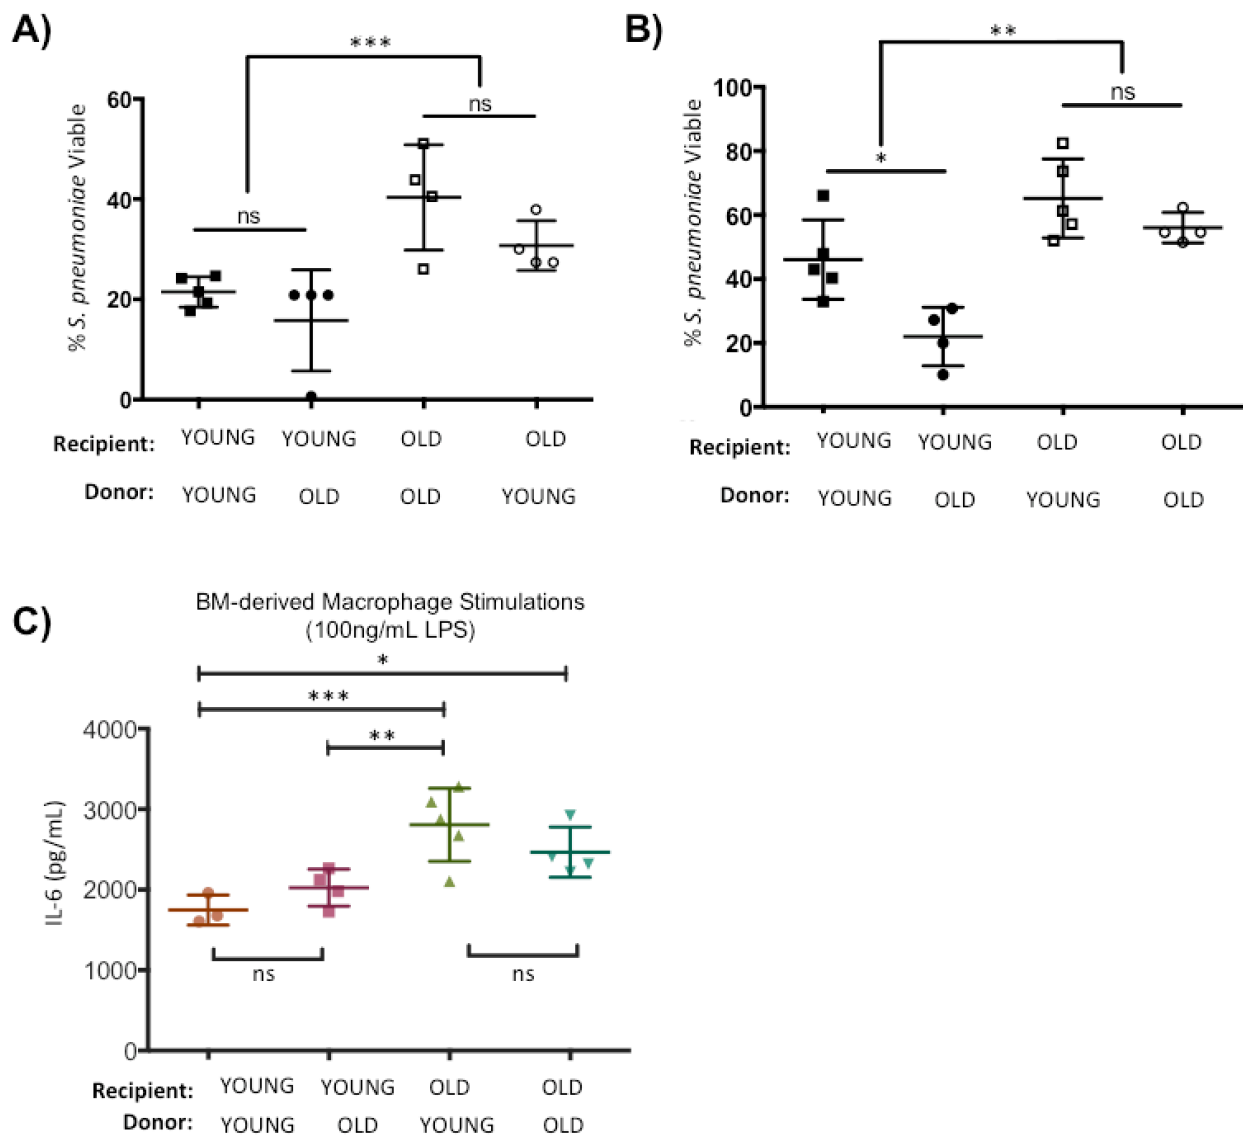 A)
***
ns
ns
% S. pneumoniae Viable
60
40
20
0
Recipient: YOUNG YOUNG OLD OLD
Donor: YOUNG OLD OLD YOUNG
B)
**
ns
*
% S. pneumoniae Viable
100
80
60
40
20
0
Recipient: YOUNG YOUNG OLD OLD
Donor: YOUNG OLD YOUNG OLD
C)
BM-derived Macrophage Stimulations
(100ng/mL LPS)
*
***
**
IL-6 (pg/mL)
4000
3000
2000
1000
0
ns
ns
Recipient: YOUNG YOUNG OLD OLD
Donor: YOUNG OLD YOUNG OLD